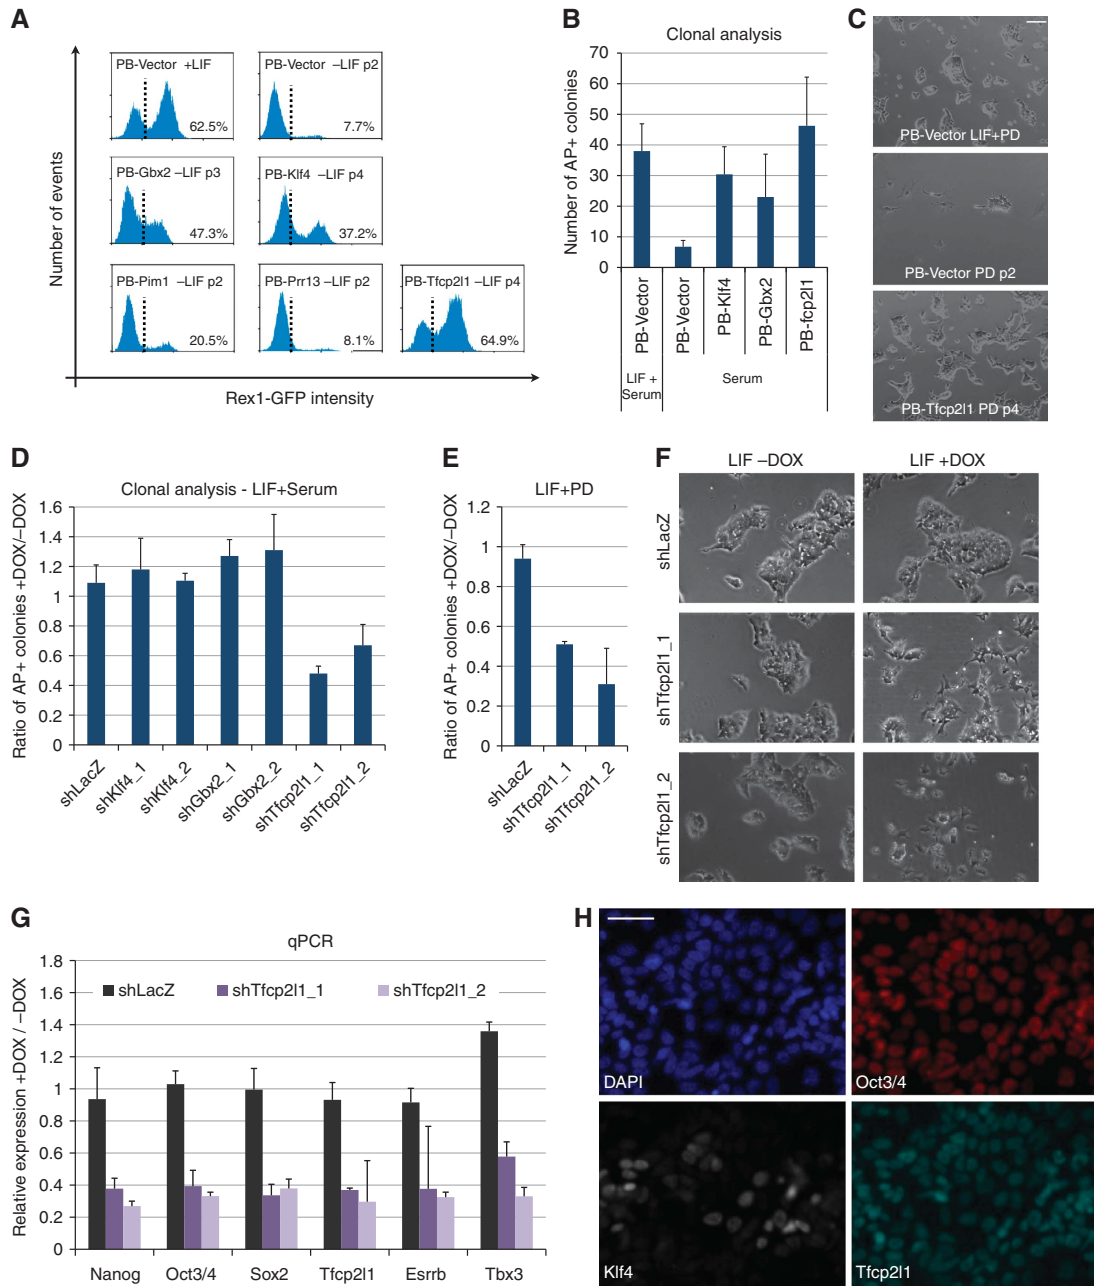 A
Number of events
PB-Vector +LIF
62.5%
PB-Vector –LIF p2
7.7%
PB-Gbx2 –LIF p3
47.3%
PB-Klf4 –LIF p4
37.2%
PB-Pim1 –LIF p2
20.5%
PB-Prr13 –LIF p2
8.1%
PB-Tfcp2l1 –LIF p4
64.9%
Rex1-GFP intensity
B
Clonal analysis
Number of AP+ colonies
70
60
50
40
30
20
10
0
PB-Vector
PB-Vector
PB-Klf4
PB-Gbx2
PB-fcp2l1
LIF +
Serum
Serum
C
PB-Vector LIF+PD
PB-Vector PD p2
PB-Tfcp2l1 PD p4
D
Clonal analysis - LIF+Serum
Ratio of AP+ colonies +DOX/–DOX
1.6
1.4
1.2
1
0.8
0.6
0.4
0.2
0
shLacZ
shKlf4_1
shKlf4_2
shGbx2_1
shGbx2_2
shTfcp2l1_1
shTfcp2l1_2
E
LIF+PD
Ratio of AP+ colonies +DOX/–DOX
1.2
1
0.8
0.6
0.4
0.2
0
shLacZ
shTfcp2l1_1
shTfcp2l1_2
F
LIF –DOX
LIF +DOX
shLacZ
shTfcp2l1_1
shTfcp2l1_2
G
qPCR
Relative expression +DOX / –DOX
1.8
1.6
1.4
1.2
1
0.8
0.6
0.4
0.2
0
shLacZ
shTfcp2l1_1
shTfcp2l1_2
Nanog
Oct3/4
Sox2
Tfcp2l1
Esrrb
Tbx3
H
DAPI
Oct3/4
Klf4
Tfcp2l1